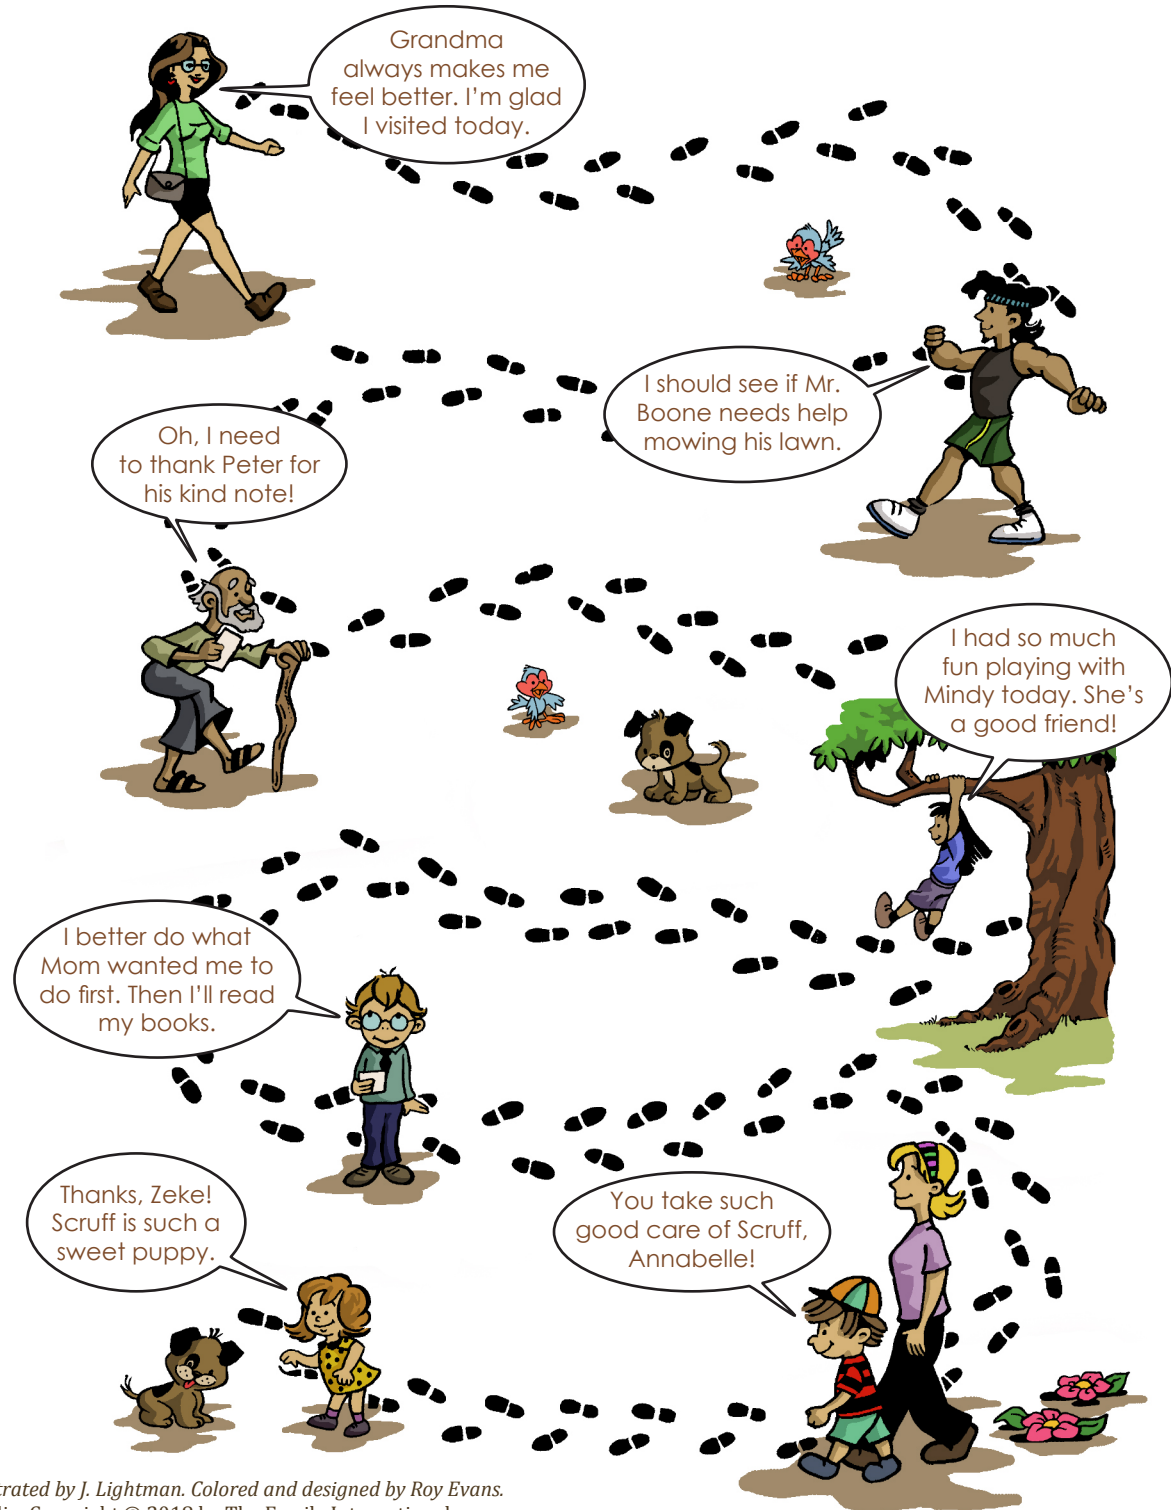 Grandma
always makes me
feel better. I'm glad
I visited today.
I should see if Mr.
Boone needs help
mowing his lawn.
Oh, I need
to thank Peter for
his kind note!
I had so much
fun playing with
Mindy today. She's
a good friend!
I better do what
Mom wanted me to
do first. Then I'll read
my books.
Thanks, Zeke!
Scruff is such a
sweet puppy.
You take such
good care of Scruff,
Annabelle!
trated by J. Lightman. Colored and designed by Roy Evans.